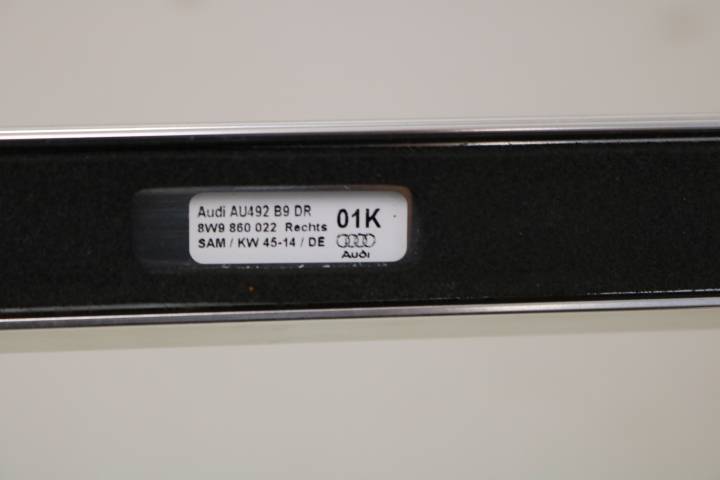 Audi AU492 B9 DR
8W9 860 022 Rechts
SAM / KW 45-14 / DE
01K
Audi